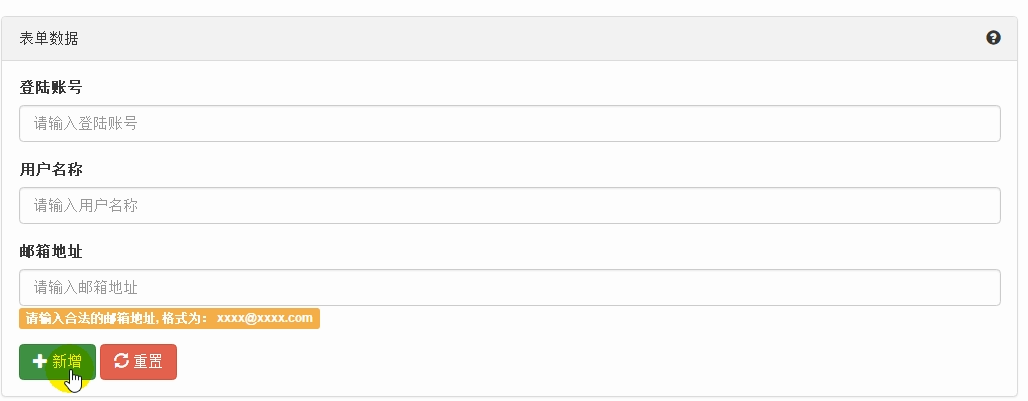 表单数据
登陆账号
请输入登陆账号
用户名称
请输入用户名称
邮箱地址
请输入邮箱地址
请输入合法的邮箱地址,格式为： xxxx@xxxx.com
新增 重置